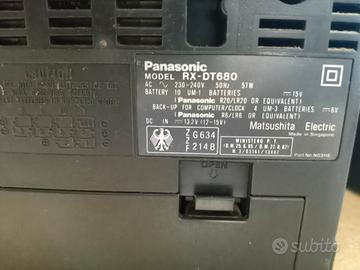 CAUTION
Panasonic
MODEL RX-DT680
AC 230-240V 50Hz 57W
BATTERY 10 UM-1 BATTERIES 15V
(Panasonic R20/LR20 OR EQUIVALENT)
BACK-UP FOR COMPUTER/CLOCK 4 UM-3 BATTERIES 6V
(Panasonic R6/LR6 OR EQUIVALENT)
DC IN 13.2V (12-15V)
Matsushita Electric
Made in Singapore
Z G634
Z 214B
MINISTERO P. T.
OPEN
subito